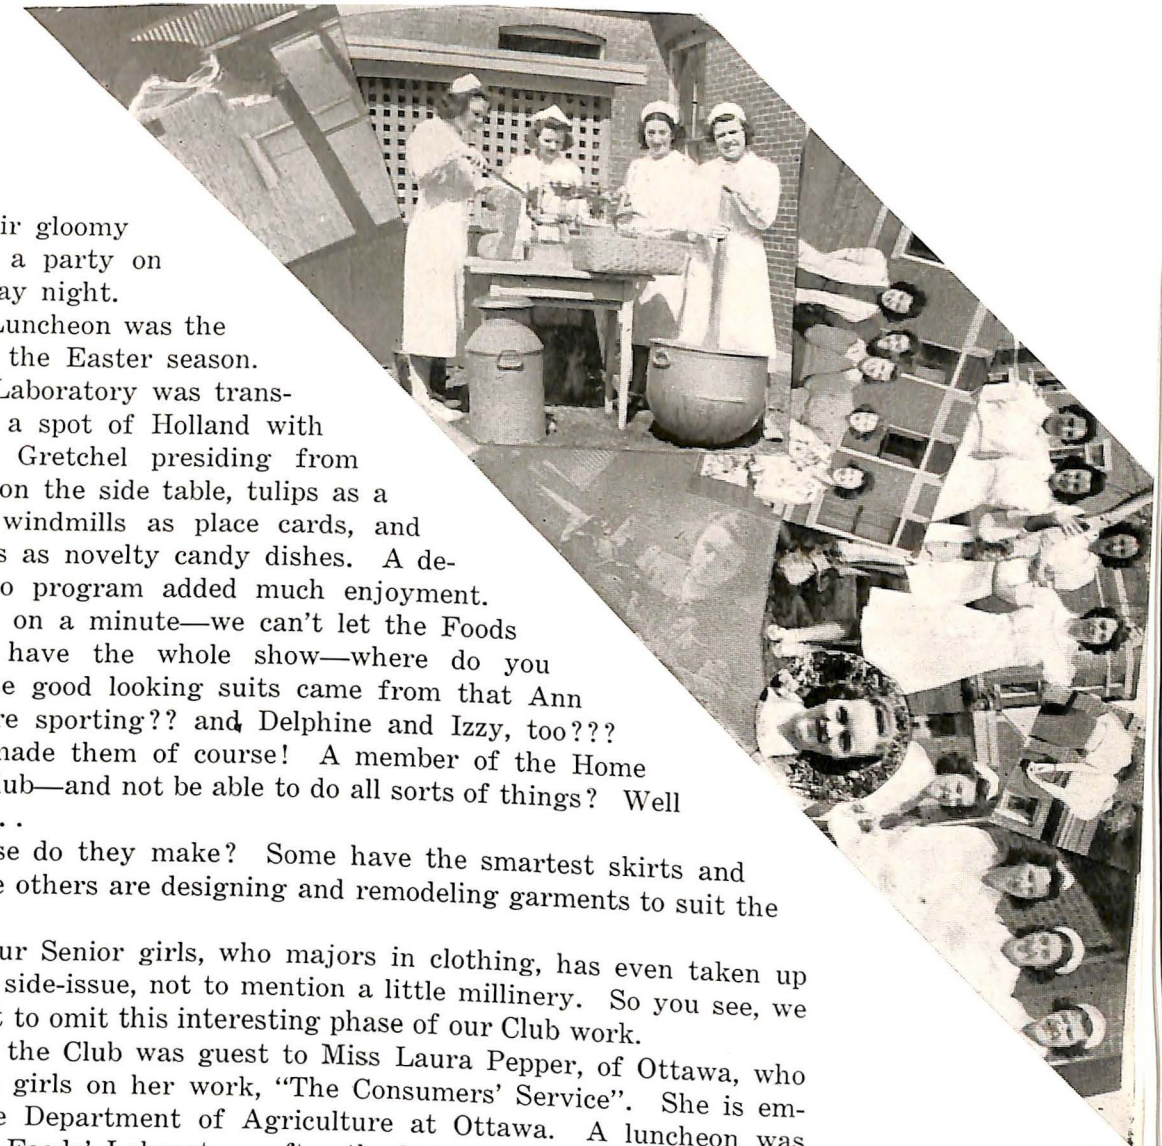 ir gloomy
a party on
ay night.
Luncheon was the
the Easter season.
Laboratory was trans-
a spot of Holland with
Gretchel presiding from
on the side table, tulips as a
windmills as place cards, and
s as novelty candy dishes. A de-
o program added much enjoyment.
on a minute—we can't let the Foods
have the whole show—where do you
e good looking suits came from that Ann
re sporting?? and Delphine and Izzy, too???
made them of course! A member of the Home
lub—and not be able to do all sorts of things? Well
. .
se do they make? Some have the smartest skirts and
e others are designing and remodeling garments to suit the
ur Senior girls, who majors in clothing, has even taken up
side-issue, not to mention a little millinery. So you see, we
t to omit this interesting phase of our Club work.
the Club was guest to Miss Laura Pepper, of Ottawa, who
girls on her work, "The Consumers' Service". She is em-
e Department of Agriculture at Ottawa. A luncheon was